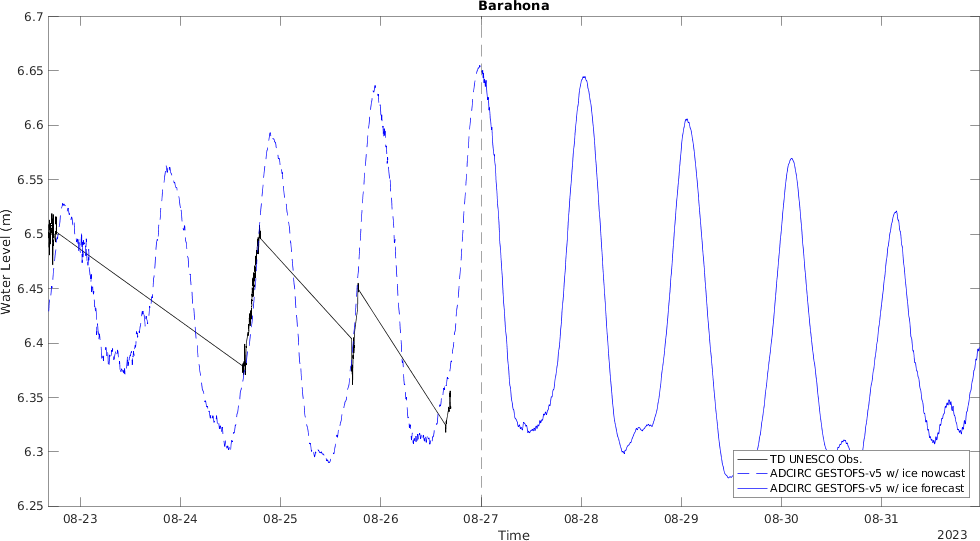 Barahona
6.7
6.65
6.6
6.55
6.5
6.45
6.4
6.35
6.3
6.25
Water Level (m)
08-23 08-24 08-25 08-26 08-27 08-28 08-29 08-30 08-31
Time
2023
TD UNESCO Obs.
ADCIRC GESTOFS-v5 w/ ice nowcast
ADCIRC GESTOFS-v5 w/ ice forecast